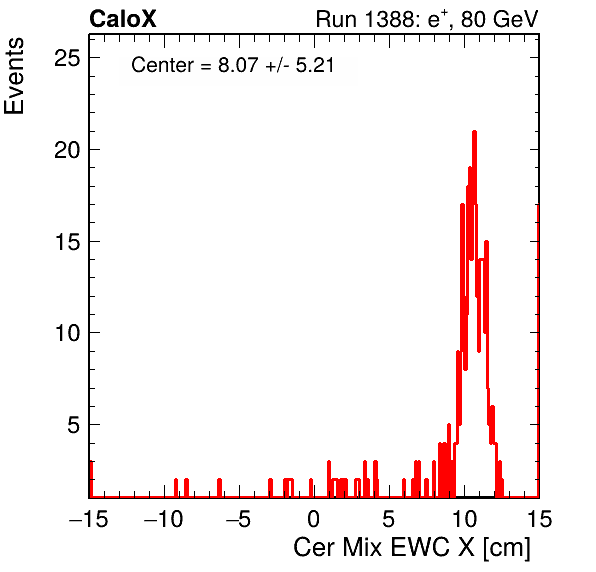 CaloX Run 1388: e⁺, 80 GeV
Center = 8.07 +/- 5.21
Events
25
20
15
10
5
−15 −10 −5 0 5 10 15
Cer Mix EWC X [cm]